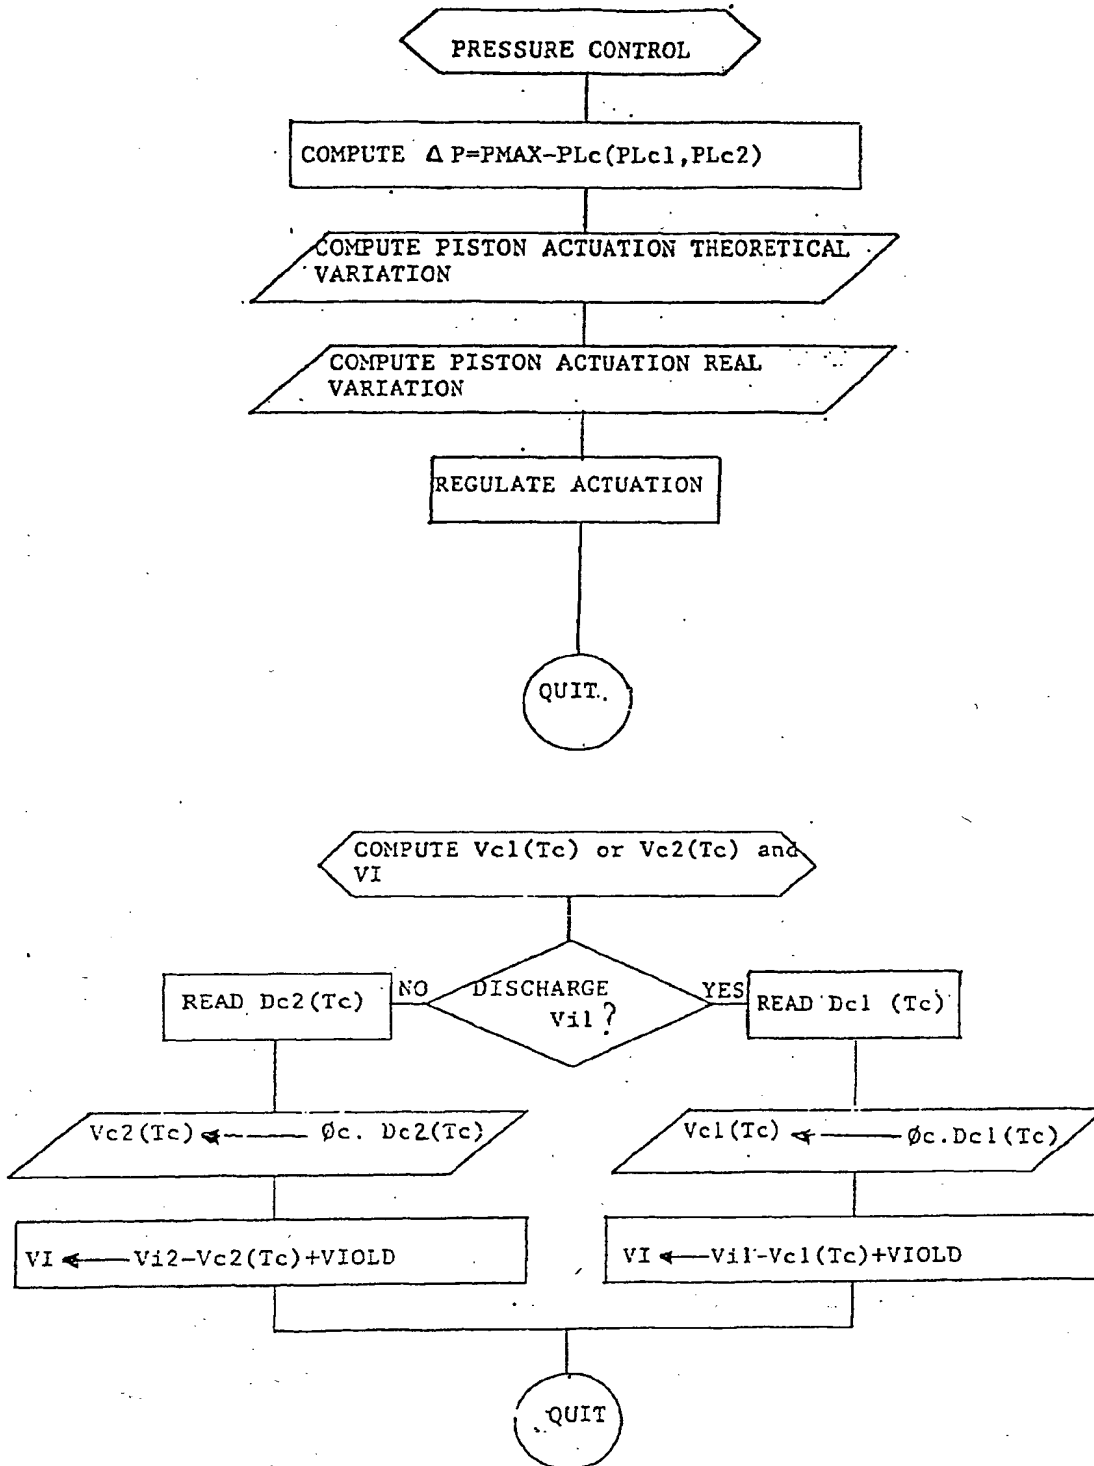 PRESSURE CONTROL
COMPUTE Δ P=PMAX-PLc(PLc1,PLc2)
COMPUTE PISTON ACTUATION THEORETICAL
VARIATION
COMPUTE PISTON ACTUATION REAL
VARIATION
REGULATE ACTUATION
QUIT.
COMPUTE Vc1(Tc) or Vc2(Tc) and
VI
READ Dc2(Tc)
NO
DISCHARGE
Vi1?
YES
READ Dc1 (Tc)
Vc2(Tc) ← Øc. Dc2(Tc)
Vc1(Tc) ← Øc.Dc1(Tc)
VI ← Vi2-Vc2(Tc)+VIOLD
VI ← Vi1-Vc1(Tc)+VIOLD
QUIT